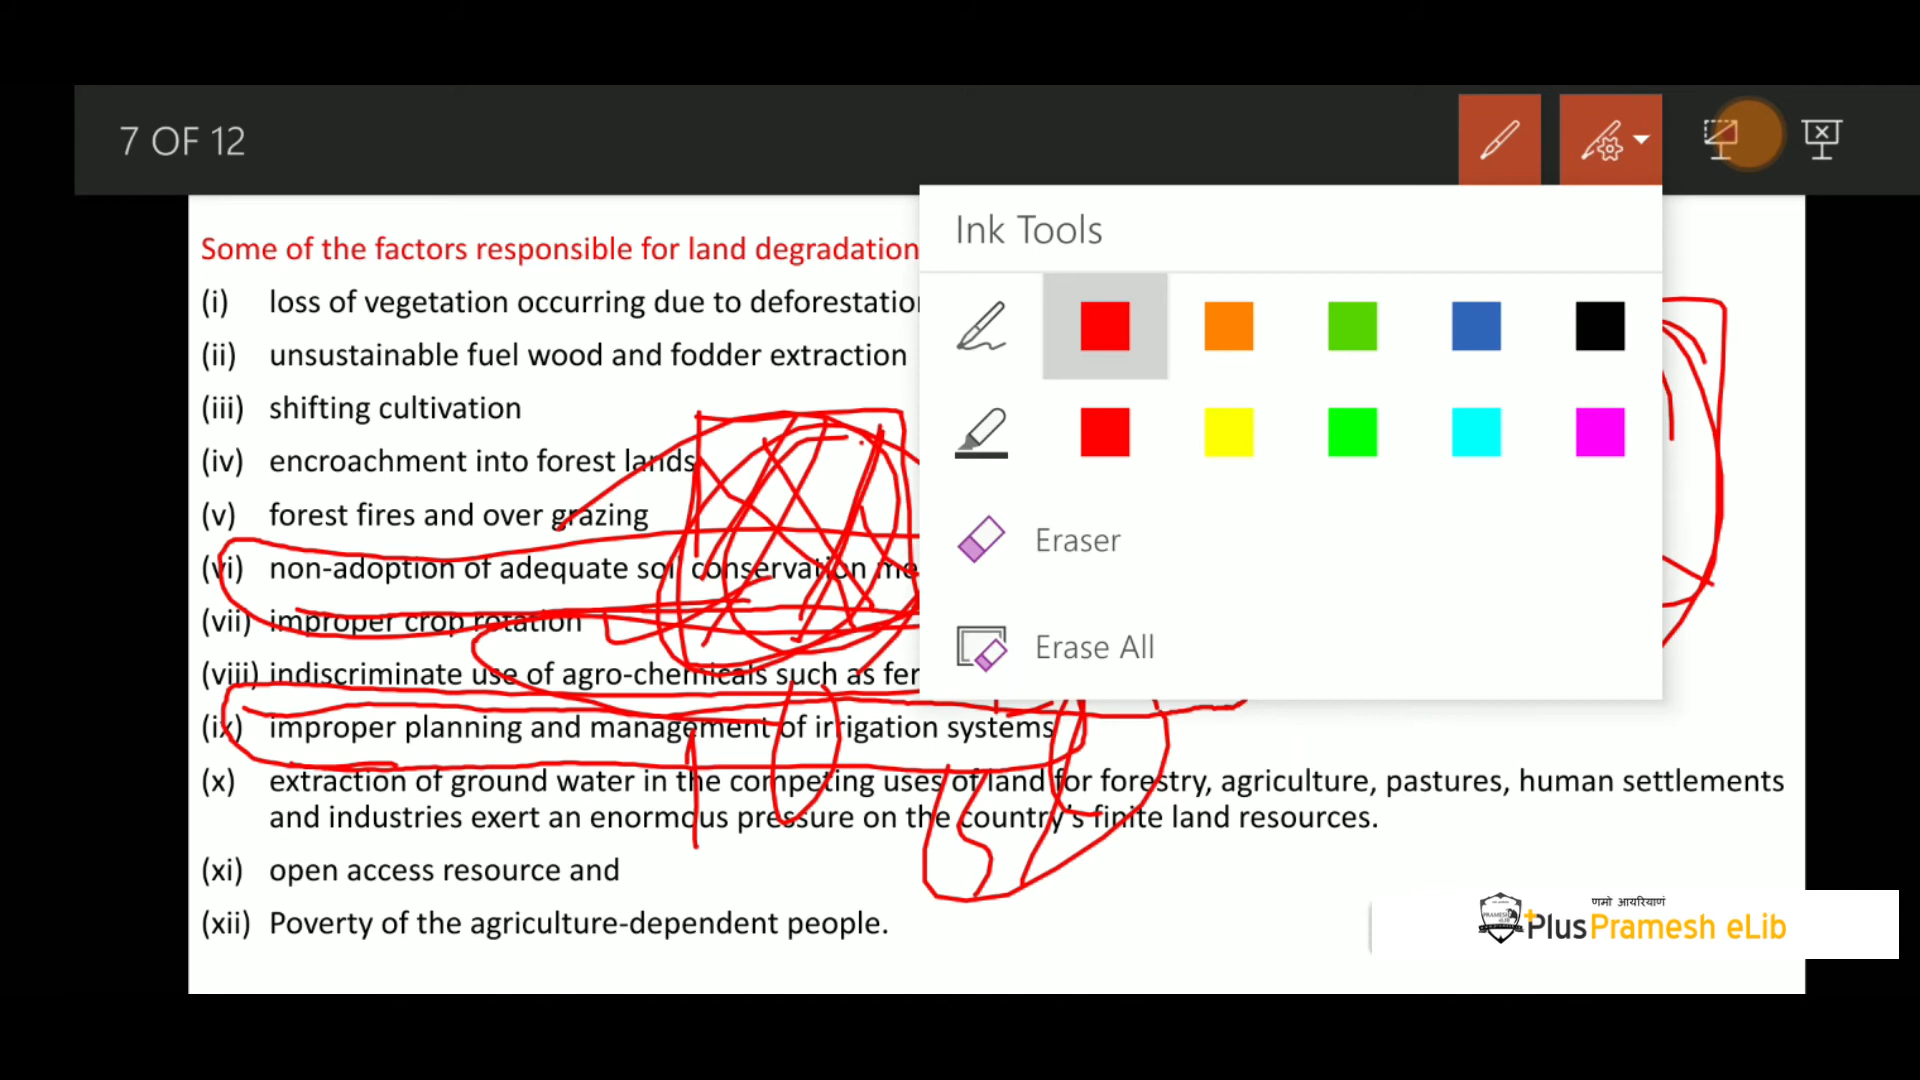 7 OF 12
Ink Tools
Eraser
Erase All
Some of the factors responsible for land degradation
(i) loss of vegetation occurring due to
(ii) unsustainable fuel wood and fodder extraction
(iii) shifting cultivation
(iv) encroachment into forest lands
(v) forest fires and over grazing
(vi) non-adoption of adequate soil conservation
(vii) improper crop rotation
(viii) indiscriminate use of agro-chemicals such as
(ix) improper planning and management of irrigation systems
(x) extraction of ground water in the competing uses of land for forestry, agriculture, pastures, human settlements
and industries exert an enormous pressure on the country's finite land resources.
(xi) open access resource and
(xii) Poverty of the agriculture-dependent people.
णमो आयरियाणं
+PlusPramesh eLib